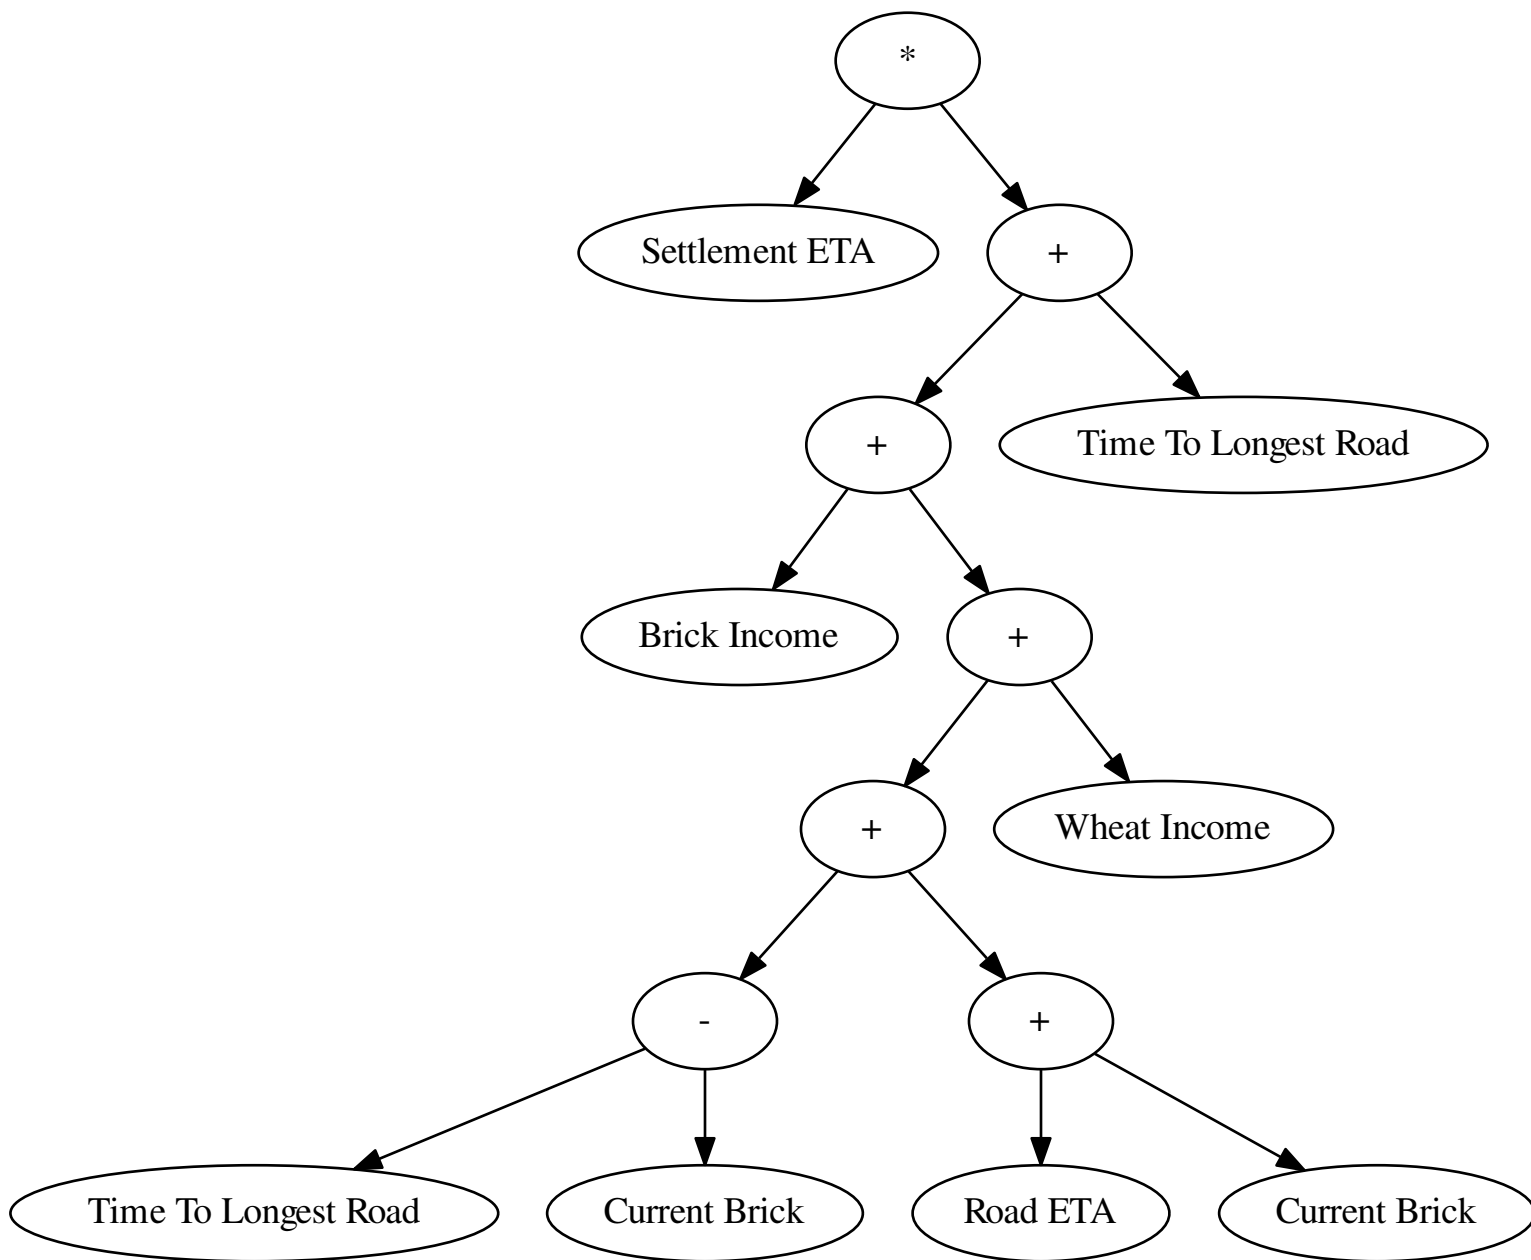 *
Settlement ETA
+
+
Time To Longest Road
Brick Income
+
+
Wheat Income
-
+
Time To Longest Road
Current Brick
Road ETA
Current Brick